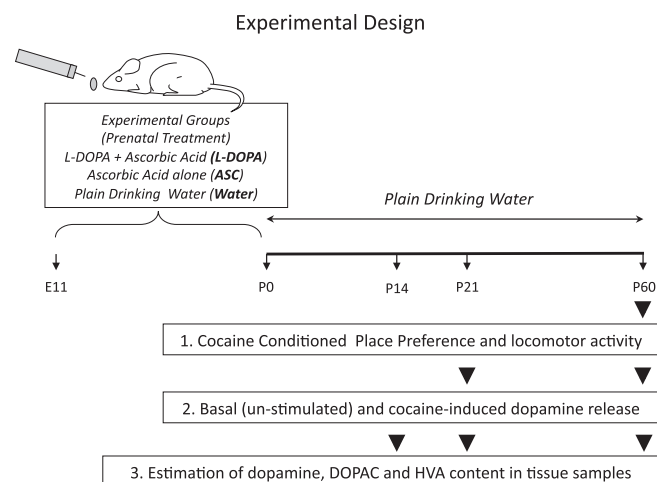 Experimental Design
Experimental Groups
(Prenatal Treatment)
L-DOPA + Ascorbic Acid (L-DOPA)
Ascorbic Acid alone (ASC)
Plain Drinking Water (Water)
Plain Drinking Water
E11 P0 P14 P21 P60
1. Cocaine Conditioned Place Preference and locomotor activity
2. Basal (un-stimulated) and cocaine-induced dopamine release
3. Estimation of dopamine, DOPAC and HVA content in tissue samples